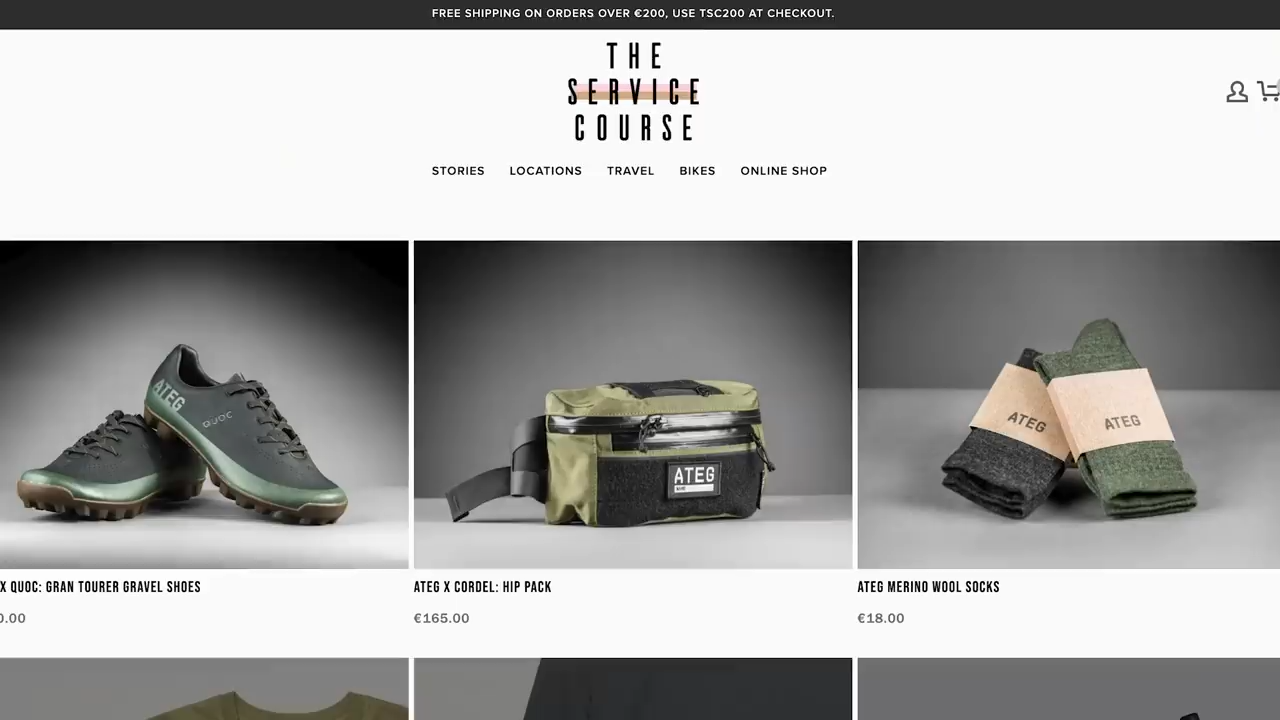 FREE SHIPPING ON ORDERS OVER €200, USE TSC200 AT CHECKOUT.
THE
SERVICE
COURSE
STORIES LOCATIONS TRAVEL BIKES ONLINE SHOP
ATEG
QUOC
ATEG
ATEG
ATEG
X QUOC: GRAN TOURER GRAVEL SHOES
ATEG X CORDEL: HIP PACK
ATEG MERINO WOOL SOCKS
0.00
€165.00
€18.00